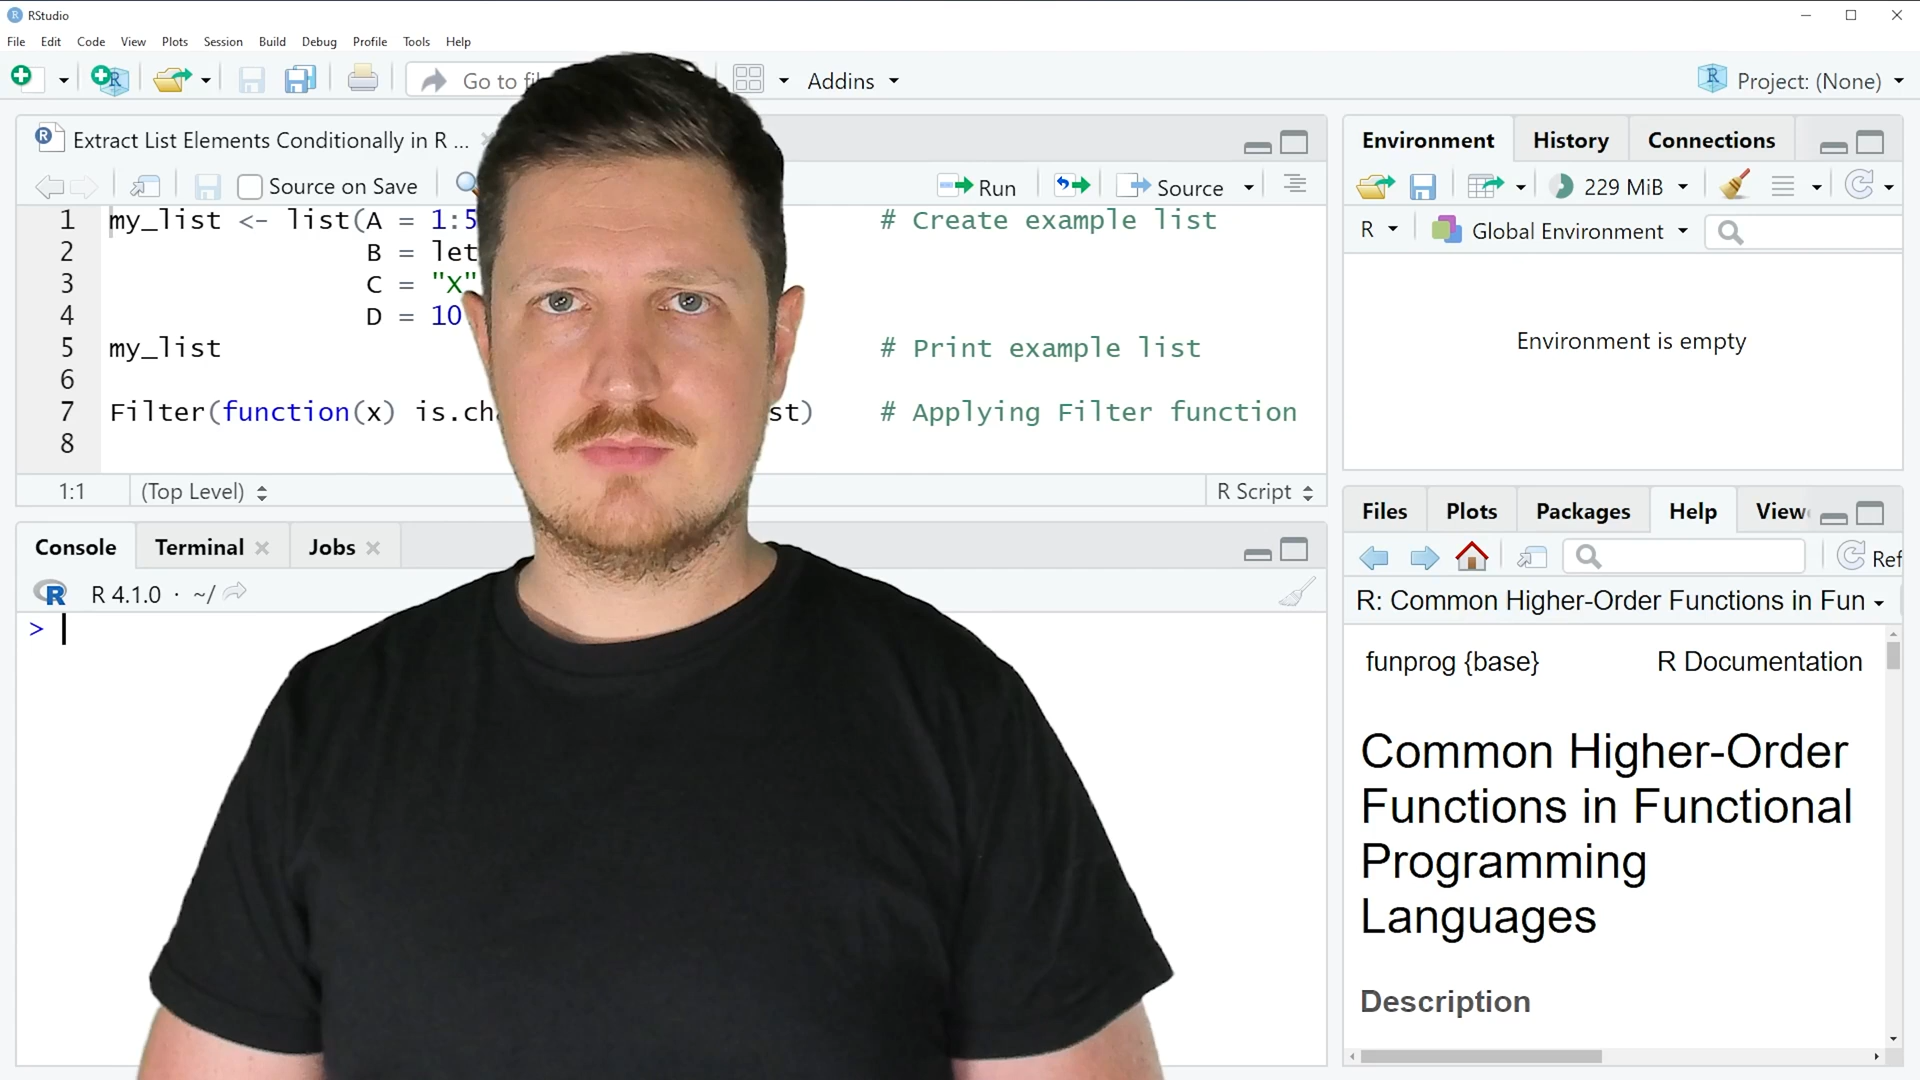 RStudio
File Edit Code View Plots Session Build Debug Profile Tools Help
Go to Addins Project: (None)
Extract List Elements Conditionally in R ...
Source on Save Run Source
1 my_list <- list(A = 1:5 # Create example list
2 B = let
3 C = "X"
4 D = 10
5 my_list # Print example list
6
7 Filter(function(x) is.cha st) # Applying Filter function
8
1:1 (Top Level) R Script
Console Terminal Jobs
R 4.1.0 · ~/
>
Environment History Connections
229 MiB
R Global Environment
Environment is empty
Files Plots Packages Help View
Ref
R: Common Higher-Order Functions in Fun
funprog {base} R Documentation
Common Higher-Order
Functions in Functional
Programming
Languages
Description